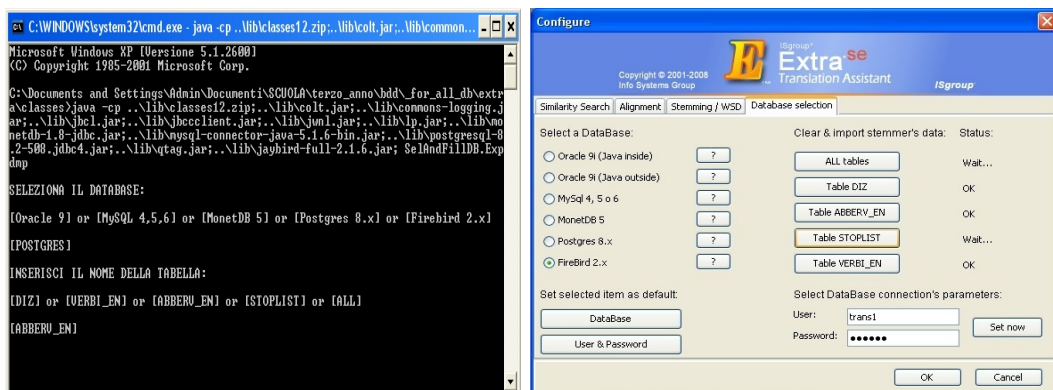 C:\WINDOWS\system32\cmd.exe - java -cp ..\lib\classes12.zip;..\lib\colt.jar;..\lib\common...
Microsoft Windows XP [Versione 5.1.2600]
(C) Copyright 1985-2001 Microsoft Corp.
C:\Documents and Settings\Admin\Documenti\SCUOLA\terzo_anno\bdd\_for_all_db\extr
a\classes>java -cp ..\lib\classes12.zip;..\lib\colt.jar;..\lib\commons-logging.j
ar;..\lib\jbcl.jar;..\lib\jbccclient.jar;..\lib\jwnl.jar;..\lib\lp.jar;..\lib\mo
netdb-1.8-jdbc.jar;..\lib\mysql-connector-java-5.1.6-bin.jar;..\lib\postgresql-8
.2-508.jdbc4.jar;..\lib\qtag.jar;..\lib\jaybird-full-2.1.6.jar; SelAndFillDB.Exp
dmp
SELEZIONA IL DATABASE:
[Oracle 9] or [MySQL 4,5,6] or [MonetDB 5] or [Postgres 8.x] or [Firebird 2.x]
[POSTGRES]
INSERISCI IL NOME DELLA TABELLA:
[DIZ] or [VERBI_EN] or [ABBERV_EN] or [STOPLIST] or [ALL]
[ABBERV_EN]
Configure
Copyright © 2001-2008
Info Systems Group
E
ISgroup*
Extra-se
Translation Assistant
ISgroup
Similarity Search Alignment Stemming / WSD Database selection
Select a DataBase: Clear & import stemmer's data: Status:
Oracle 9i (Java inside) ? ALL tables Wait...
Oracle 9i (Java outside) ? Table DIZ OK
MySql 4, 5 o 6 ? Table ABBERV_EN OK
MonetDB 5 ? Table STOPLIST Wait...
Postgres 8.x ? Table VERBI_EN OK
FireBird 2.x ?
Set selected item as default: Select DataBase connection's parameters:
DataBase User: trans1 Set now
User & Password Password: ●●●●●●
OK Cancel